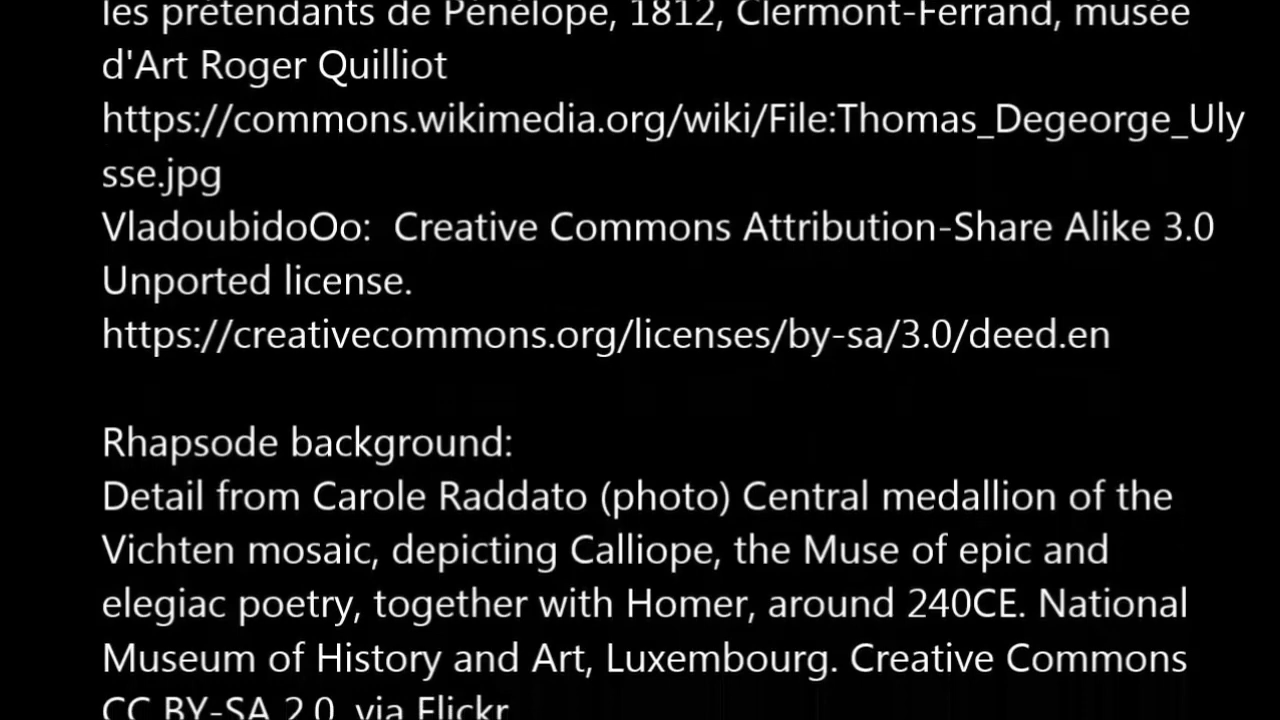 les prétendants de Pénélope, 1812, Clermont-Ferrand, musée
d'Art Roger Quilliot
https://commons.wikimedia.org/wiki/File:Thomas_Degeorge_Uly
sse.jpg
VladoubidoOo:  Creative Commons Attribution-Share Alike 3.0
Unported license.
https://creativecommons.org/licenses/by-sa/3.0/deed.en
Rhapsode background:
Detail from Carole Raddato (photo) Central medallion of the
Vichten mosaic, depicting Calliope, the Muse of epic and
elegiac poetry, together with Homer, around 240CE. National
Museum of History and Art, Luxembourg. Creative Commons
CC BY-SA 2.0, via Flickr